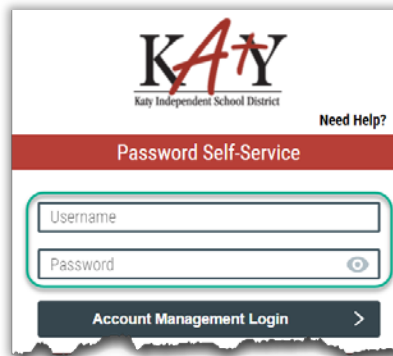 KAtY
Katy Independent School District
Need Help?
Password Self-Service
Username
Password
Account Management Login